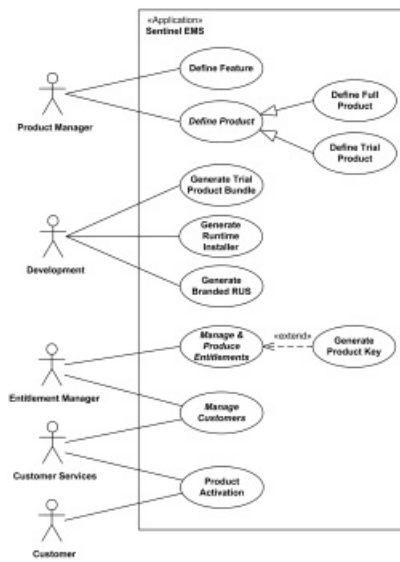 «Application»
Sentinel EMS
Define Feature
Product Manager
Define Product
Define Full
Product
Define Trial
Product
Generate Trial
Product Bundle
Generate
Runtime
Installer
Development
Generate
Branded RUS
Manage &
Produce
Entitlements
«extend»
Generate
Product Key
Entitlement Manager
Manage
Customers
Customer Services
Product
Activation
Customer